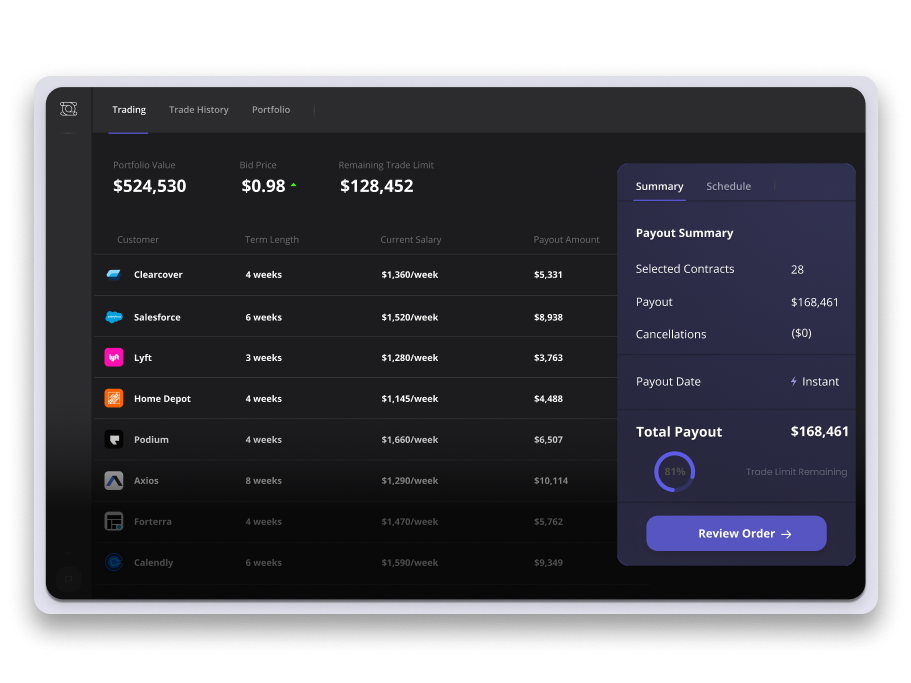 Trading Trade History Portfolio
Portfolio Value Bid Price Remaining Trade Limit
$524,530 $0.98 $128,452
Customer Term Length Current Salary Payout Amount
Clearcover 4 weeks $1,360/week $5,331
Salesforce 6 weeks $1,520/week $8,938
Lyft 3 weeks $1,280/week $3,763
Home Depot 4 weeks $1,145/week $4,488
Podium 4 weeks $1,660/week $6,507
Axios 8 weeks $1,290/week $10,114
Forterra 4 weeks $1,470/week $5,762
Calendly 6 weeks $1,590/week $9,349
Summary Schedule
Payout Summary
Selected Contracts 28
Payout $168,461
Cancellations ($0)
Payout Date Instant
Total Payout $168,461
81% Trade Limit Remaining
Review Order →